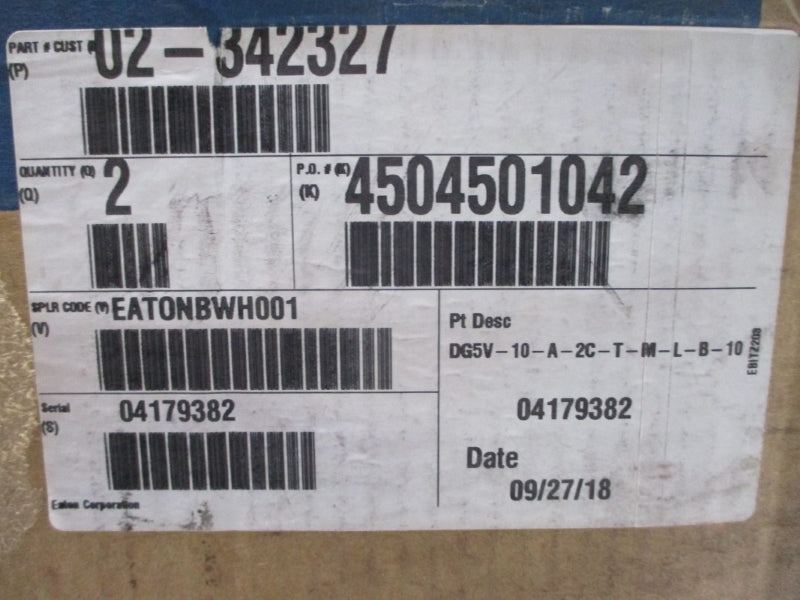 PART # CUST # 02-342327
(P)
QUANTITY (Q) 2
(Q)
P.O. # (K) 4504501042
(K)
SPLR CODE (V) EATONBWH001
(V)
Pt Desc
DG5V-10-A-2C-T-M-L-B-10
EBITZ203
Serial 04179382
(S)
04179382
Date
09/27/18
Eaton Corporation